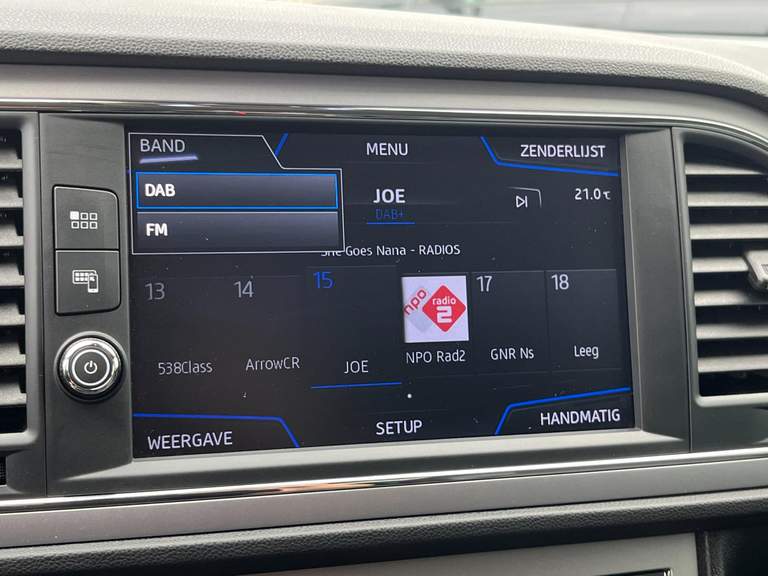 BAND
MENU
ZENDERLIJST
DAB
FM
JOE
DAB+
21.0 °C
She Goes Nana - RADIOS
13
14
15
npo
radio
2
17
18
538Class
ArrowCR
JOE
NPO Rad2
GNR Ns
Leeg
WEERGAVE
SETUP
HANDMATIG